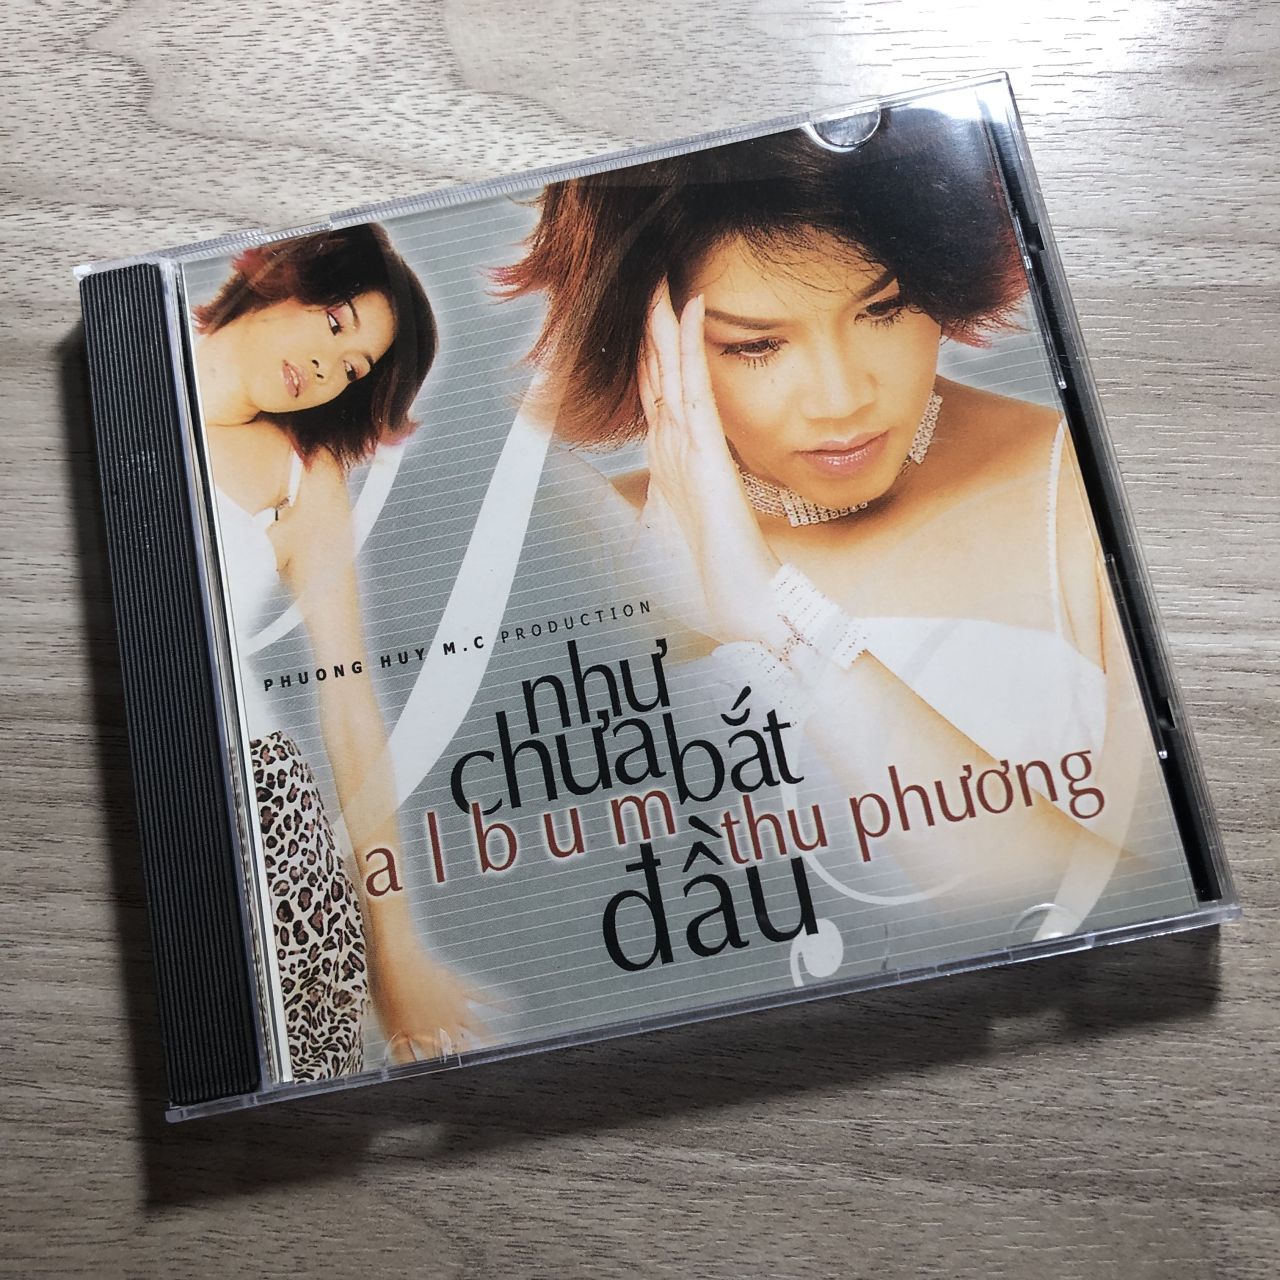 PHUONG HUY M.C PRODUCTION
như
chưa bắt
album thu phương
đầu